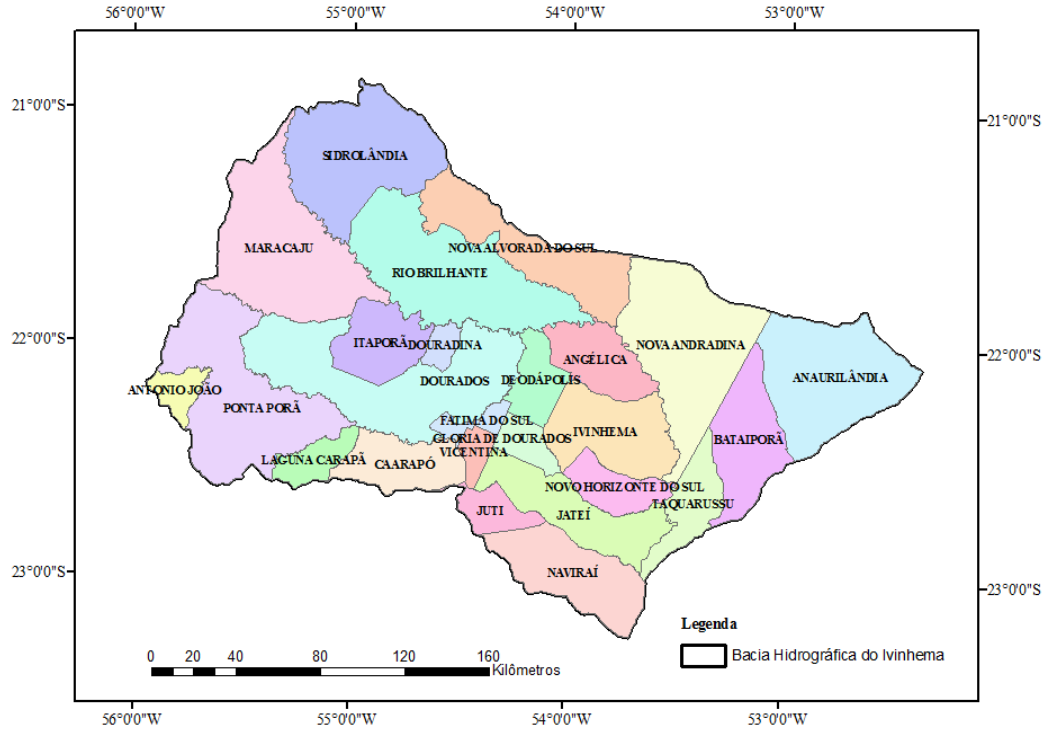 56°0'0"W 55°0'0"W 54°0'0"W 53°0'0"W
21°0'0"S
21°0'0"S
SIDROLÂNDIA
MARACAJU
NOVA ALVORADA DO SUL
RIO BRILHANTE
22°0'0"S
22°0'0"S
ITAPORÃ
DOURADINA
NOVA ANDRADINA
ANGÉLICA
ANAURILÂNDIA
DOURADOS
DEODÁPOLIS
ANTONIO JOÃO
PONTA PORÃ
FATIMA DO SUL
IVINHEMA
GLORIA DE DOURADOS
BATAIPORÃ
VICENTINA
LAGUNA CARAPÃ
CAARAPÓ
NOVO HORIZONTE DO SUL
TAQUARUSSU
JUTI
JATEÍ
23°0'0"S
NAVIRAÍ
23°0'0"S
Legenda
Bacia Hidrográfica do Ivinhema
0 20 40 80 120 160
Kilômetros
56°0'0"W 55°0'0"W 54°0'0"W 53°0'0"W